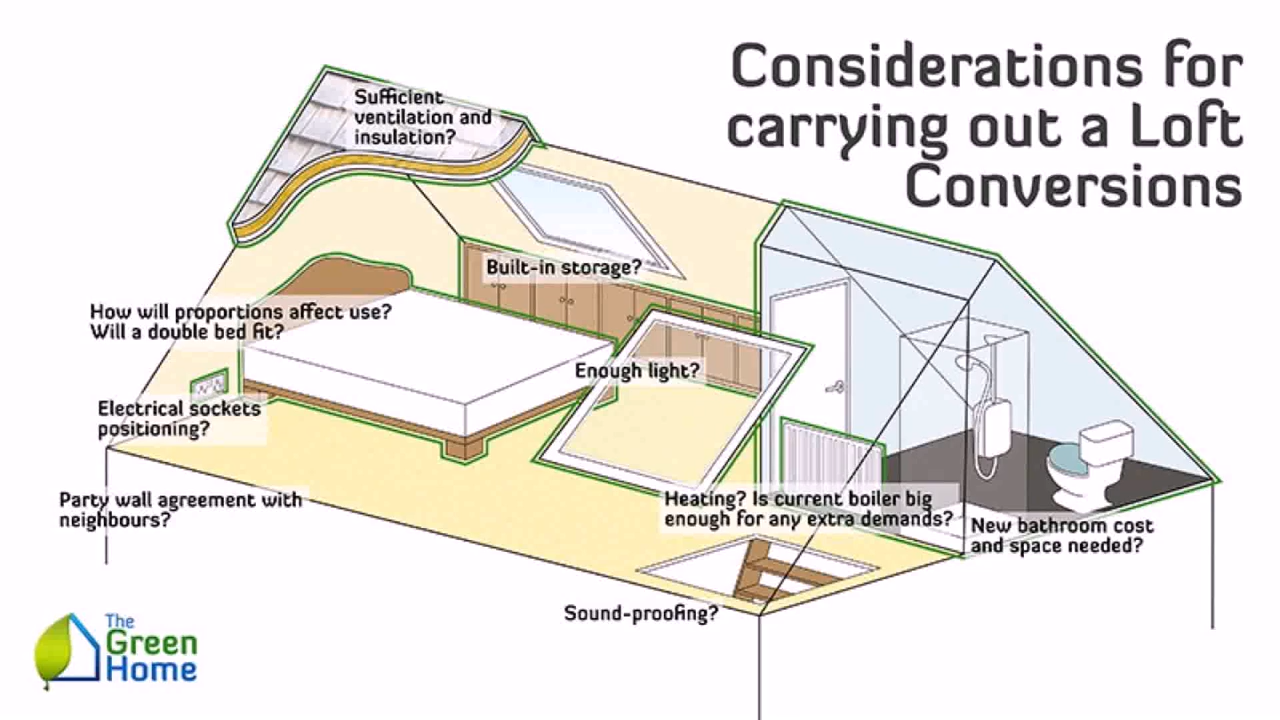 Considerations for
carrying out a Loft
Conversions
Sufficient
ventilation and
insulation?
Built-in storage?
How will proportions affect use?
Will a double bed fit?
Enough light?
Electrical sockets
positioning?
Party wall agreement with
neighbours?
Heating? Is current boiler big
enough for any extra demands?
New bathroom cost
and space needed?
Sound-proofing?
The
Green
Home